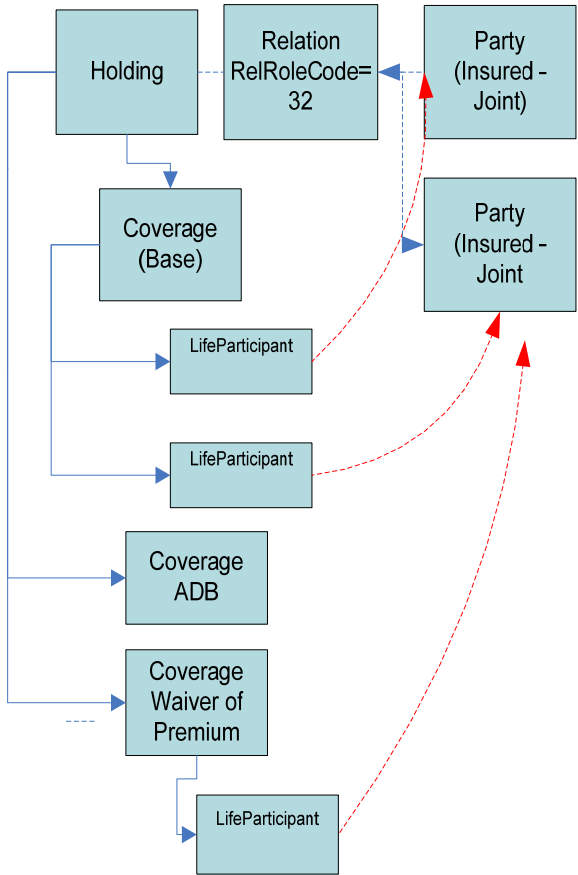 Holding
Relation
RelRoleCode=
32
Party
(Insured –
Joint)
Party
(Insured –
Joint
Coverage
(Base)
LifeParticipant
LifeParticipant
Coverage
ADB
Coverage
Waiver of
Premium
LifeParticipant